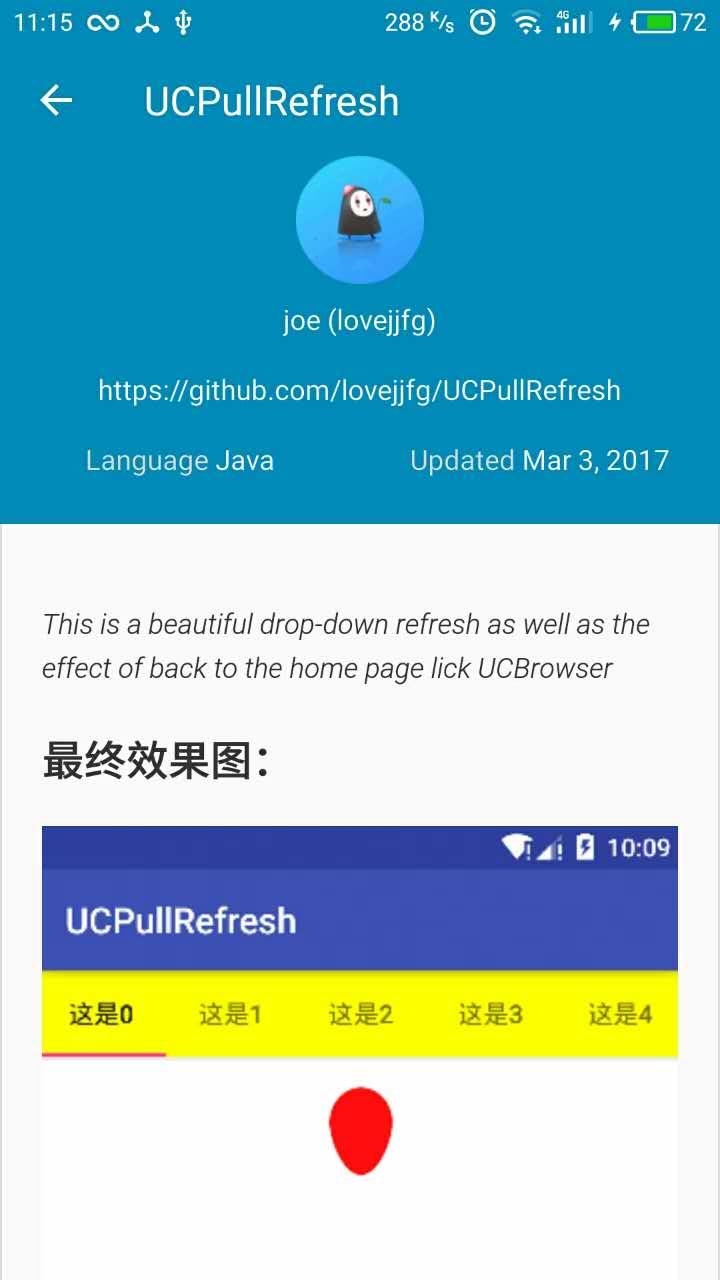 11:15 288 K/s 4G 72
UCPullRefresh
joe (lovejjfg)
https://github.com/lovejjfg/UCPullRefresh
Language Java Updated Mar 3, 2017
This is a beautiful drop-down refresh as well as the
effect of back to the home page lick UCBrowser
最终效果图：
10:09
UCPullRefresh
这是0 这是1 这是2 这是3 这是4